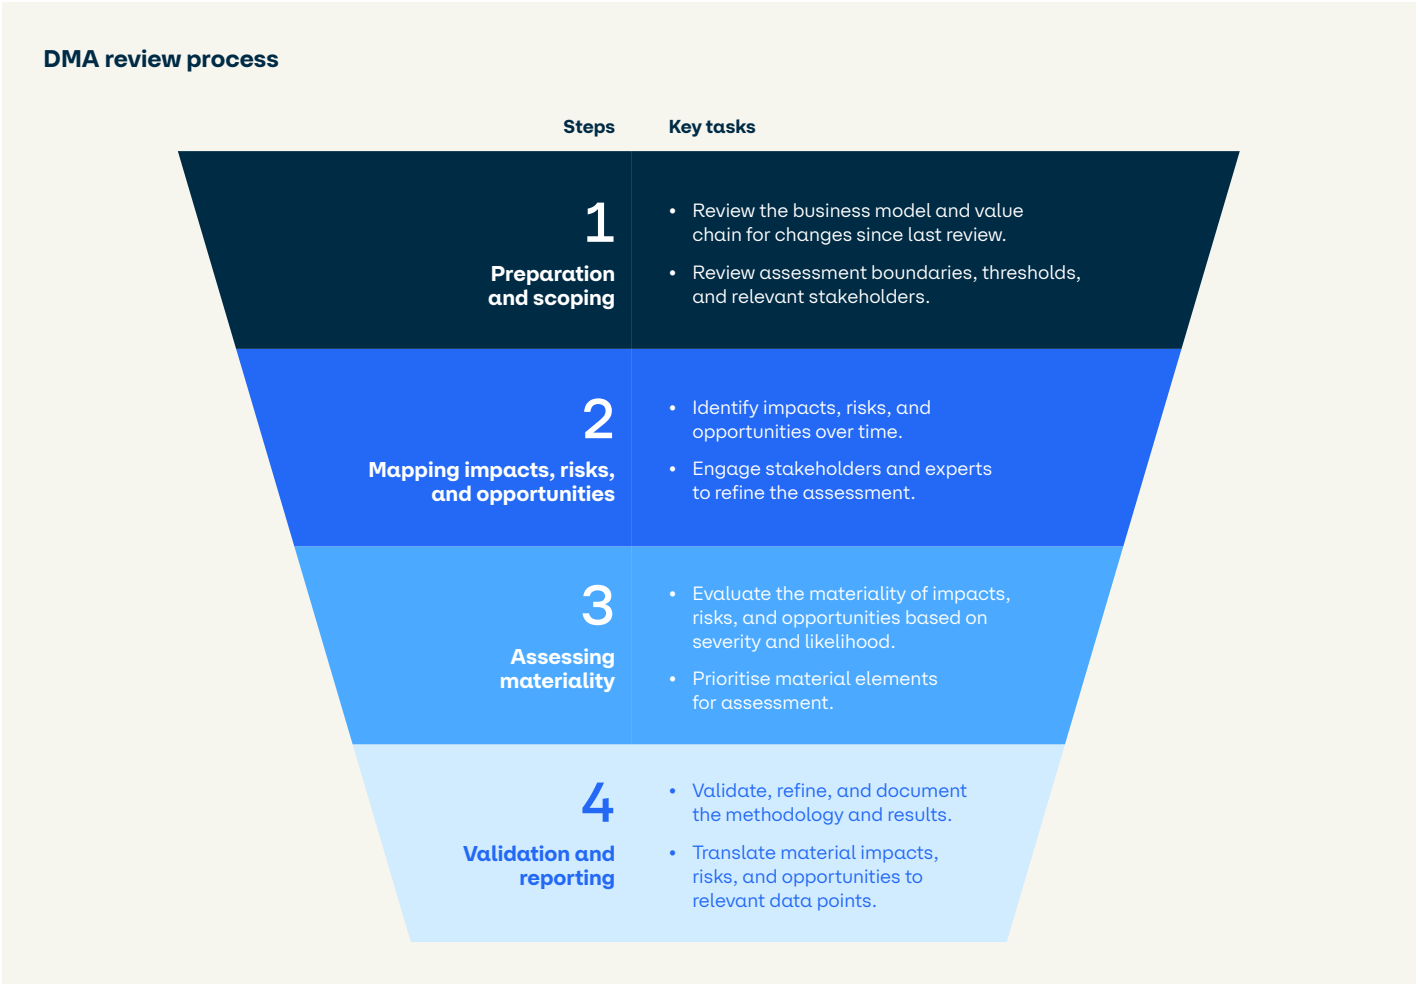 DMA review process
Steps
Key tasks
1
Preparation
and scoping
• Review the business model and value
chain for changes since last review.
• Review assessment boundaries, thresholds,
and relevant stakeholders.
2
Mapping impacts, risks,
and opportunities
• Identify impacts, risks, and
opportunities over time.
• Engage stakeholders and experts
to refine the assessment.
3
Assessing
materiality
• Evaluate the materiality of impacts,
risks, and opportunities based on
severity and likelihood.
• Prioritise material elements
for assessment.
4
Validation and
reporting
• Validate, refine, and document
the methodology and results.
• Translate material impacts,
risks, and opportunities to
relevant data points.